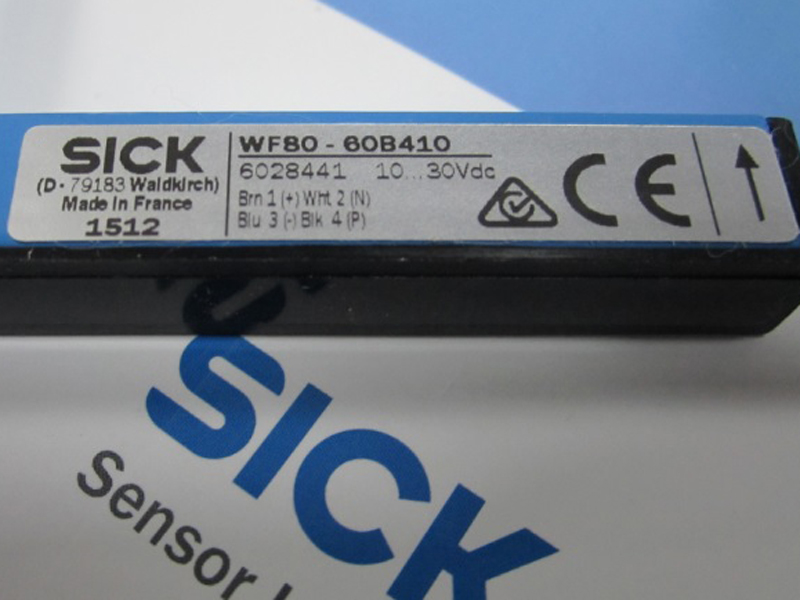 SICK
(D - 79183 Waldkirch)
Made in France
1512
WF80 - 60B410
6028441 10...30Vdc
Brn 1 (+) Wht 2 (N)
Blu 3 (-) Blk 4 (P)
CE
SICK
Sensor